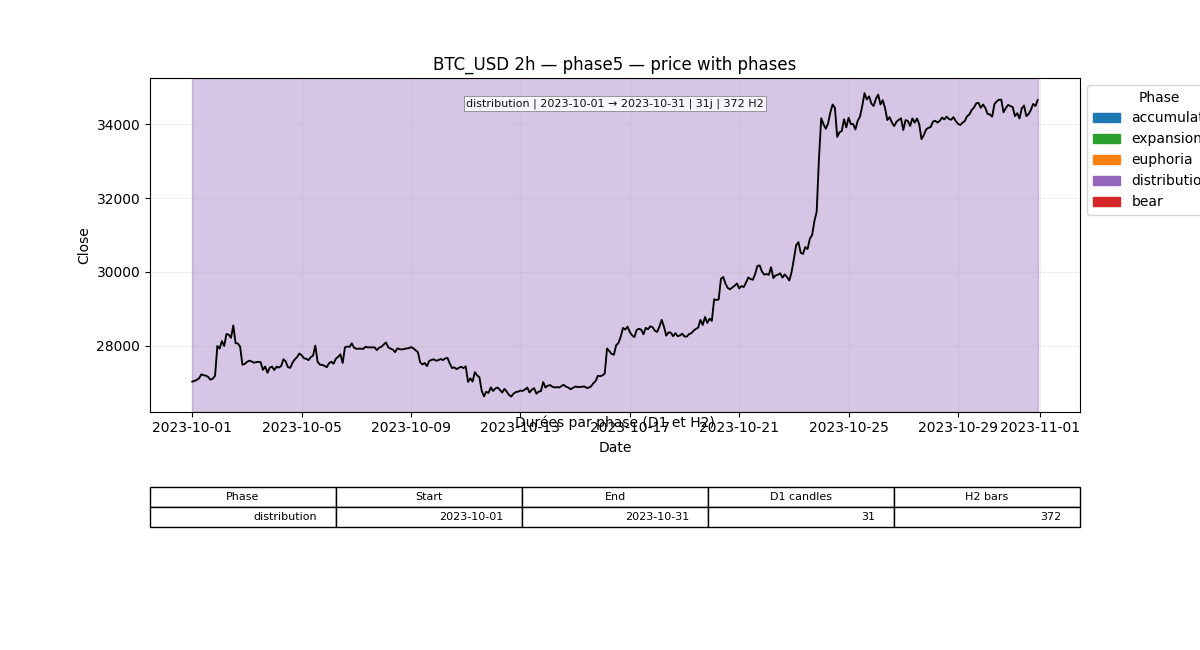 BTC_USD 2h — phase5 — price with phases
distribution | 2023-10-01 → 2023-10-31 | 31j | 372 H2
Phase
accumulat
expansion
euphoria
distributio
bear
Close
34000
32000
30000
28000
2023-10-01 2023-10-05 2023-10-09 2023-10-13 2023-10-17 2023-10-21 2023-10-25 2023-10-29 2023-11-01
Durées par phase (D1 et H2)
Date
Phase Start End D1 candles H2 bars
distribution 2023-10-01 2023-10-31 31 372